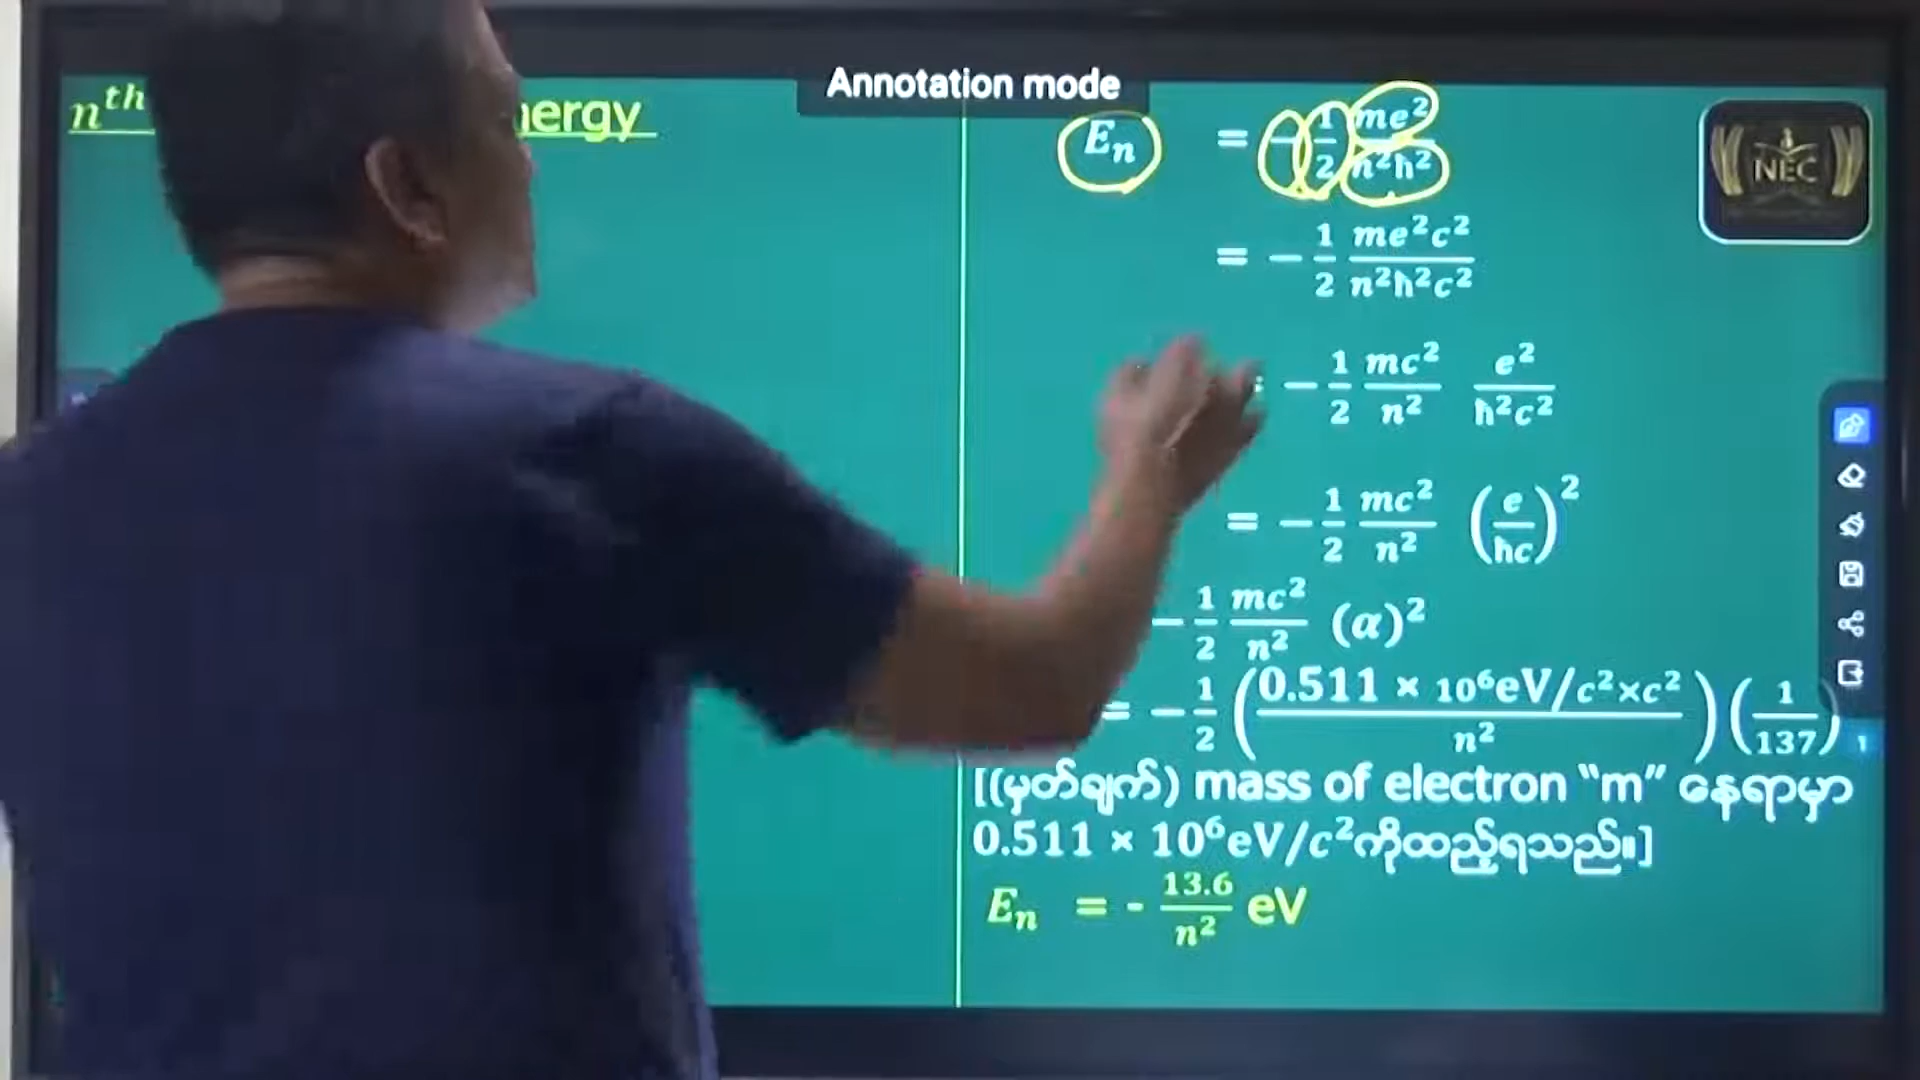 Annotation mode
nᵗʰ nergy
Eₙ = − 1/2 me²/n²ħ²
NEC
= − 1/2 me²c²/n²ħ²c²
= − 1/2 mc²/n² e²/ħ²c²
= − 1/2 mc²/n² (e/ħc)²
− 1/2 mc²/n² (α)²
= − 1/2 (0.511 × 10⁶eV/c²×c²/n²) (1/137)
[(မှတ်ချက်) mass of electron “m” နေရာမှာ
0.511 × 10⁶eV/c²ကိုထည့်ရသည်။]
Eₙ = - 13.6/n² eV